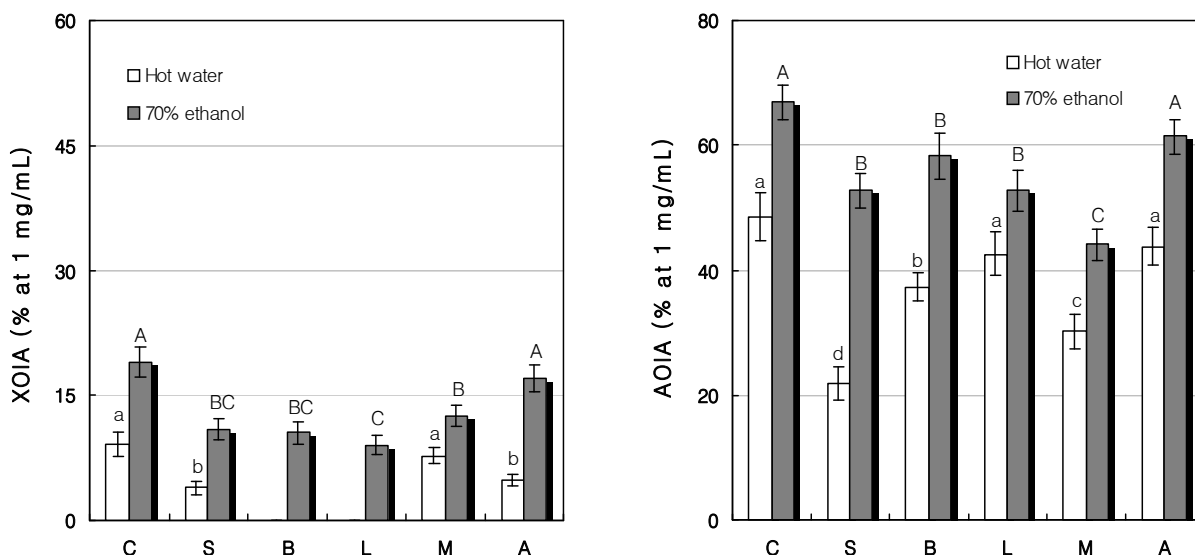 XOIA (% at 1 mg/mL)
60
45
30
15
0
Hot water
70% ethanol
a
A
b
BC
BC
C
a
B
b
A
C S B L M A
AOIA (% at 1 mg/mL)
80
60
40
20
0
Hot water
70% ethanol
a
A
d
B
b
B
a
B
c
C
a
A
C S B L M A